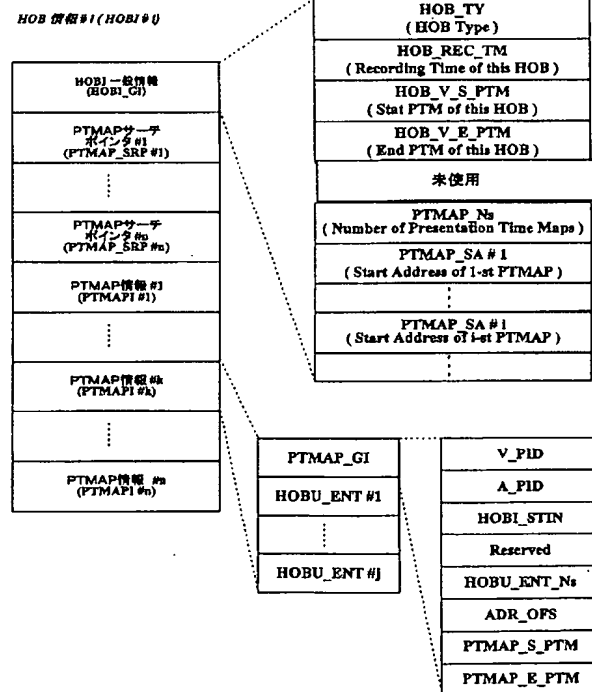 HOB 情報 #i ( HOBI # i)
HOBI 一般情報
(HOBI_GI)
PTMAPサーチ
ポインタ#1
(PTMAP_SRP #1)
PTMAPサーチ
ポインタ#n
(PTMAP_SRP #n)
PTMAP情報 #1
(PTMAPI #1)
PTMAP情報 #k
(PTMAPI #k)
PTMAP情報 #n
(PTMAPI #n)
HOB_TY
( HOB Type )
HOB_REC_TM
( Recording Time of this HOB )
HOB_V_S_PTM
( Stat PTM of this HOB )
HOB_V_E_PTM
( End PTM of this HOB )
未使用
PTMAP_Ns
( Number of Presentation Time Maps )
PTMAP_SA # 1
( Start Address of 1-st PTMAP )
PTMAP_SA # i
( Start Address of i-st PTMAP )
PTMAP_GI
HOBU_ENT #1
HOBU_ENT #j
V_PID
A_PID
HOBI_STIN
Reserved
HOBU_ENT_Ns
ADR_OFS
PTMAP_S_PTM
PTMAP_E_PTM